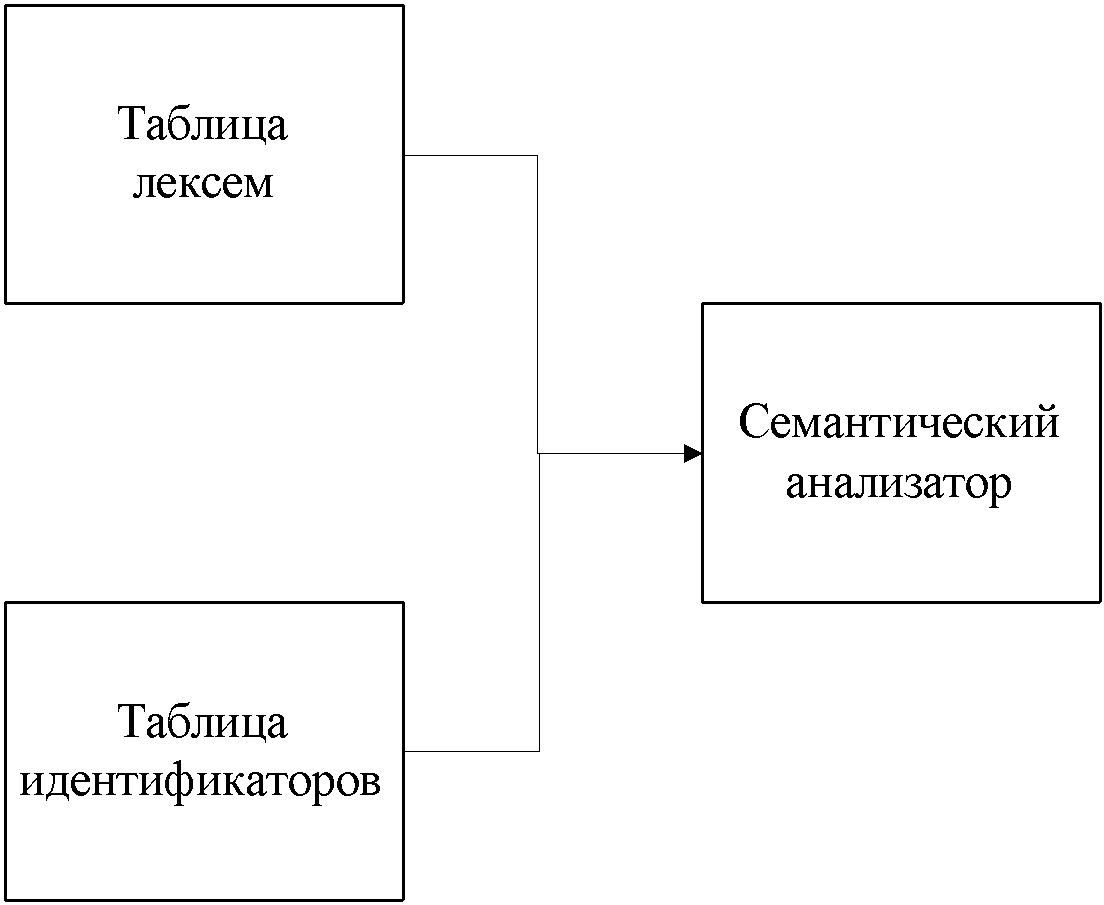 Таблица
лексем
Семантический
анализатор
Таблица
идентификаторов